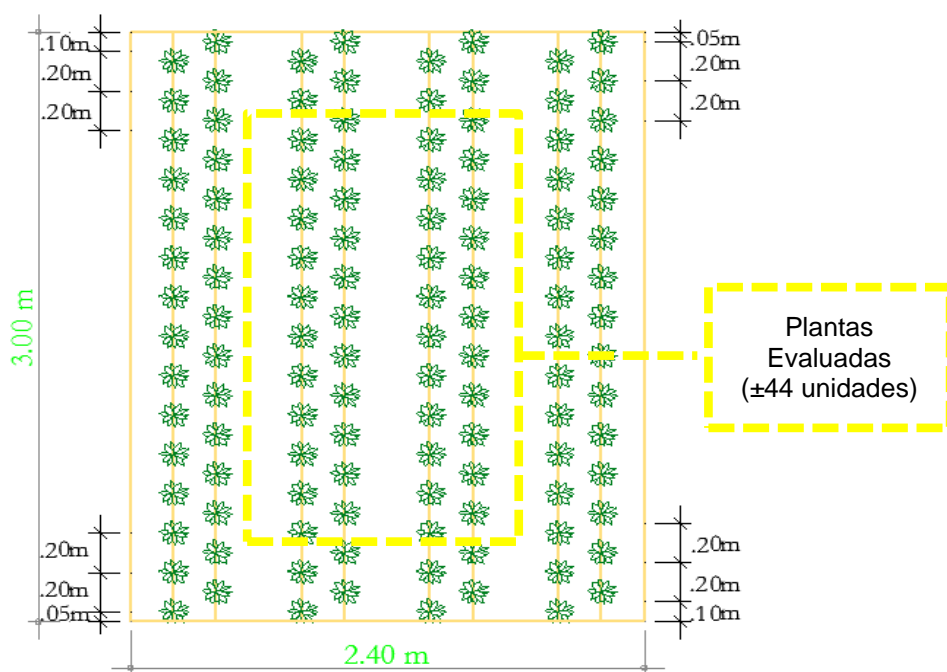 .10m
.20m
.20m
.05m
.20m
.20m
3.00 m
Plantas
Evaluadas
(±44 unidades)
.20m
.20m
.05m
.20m
.20m
.10m
2.40 m